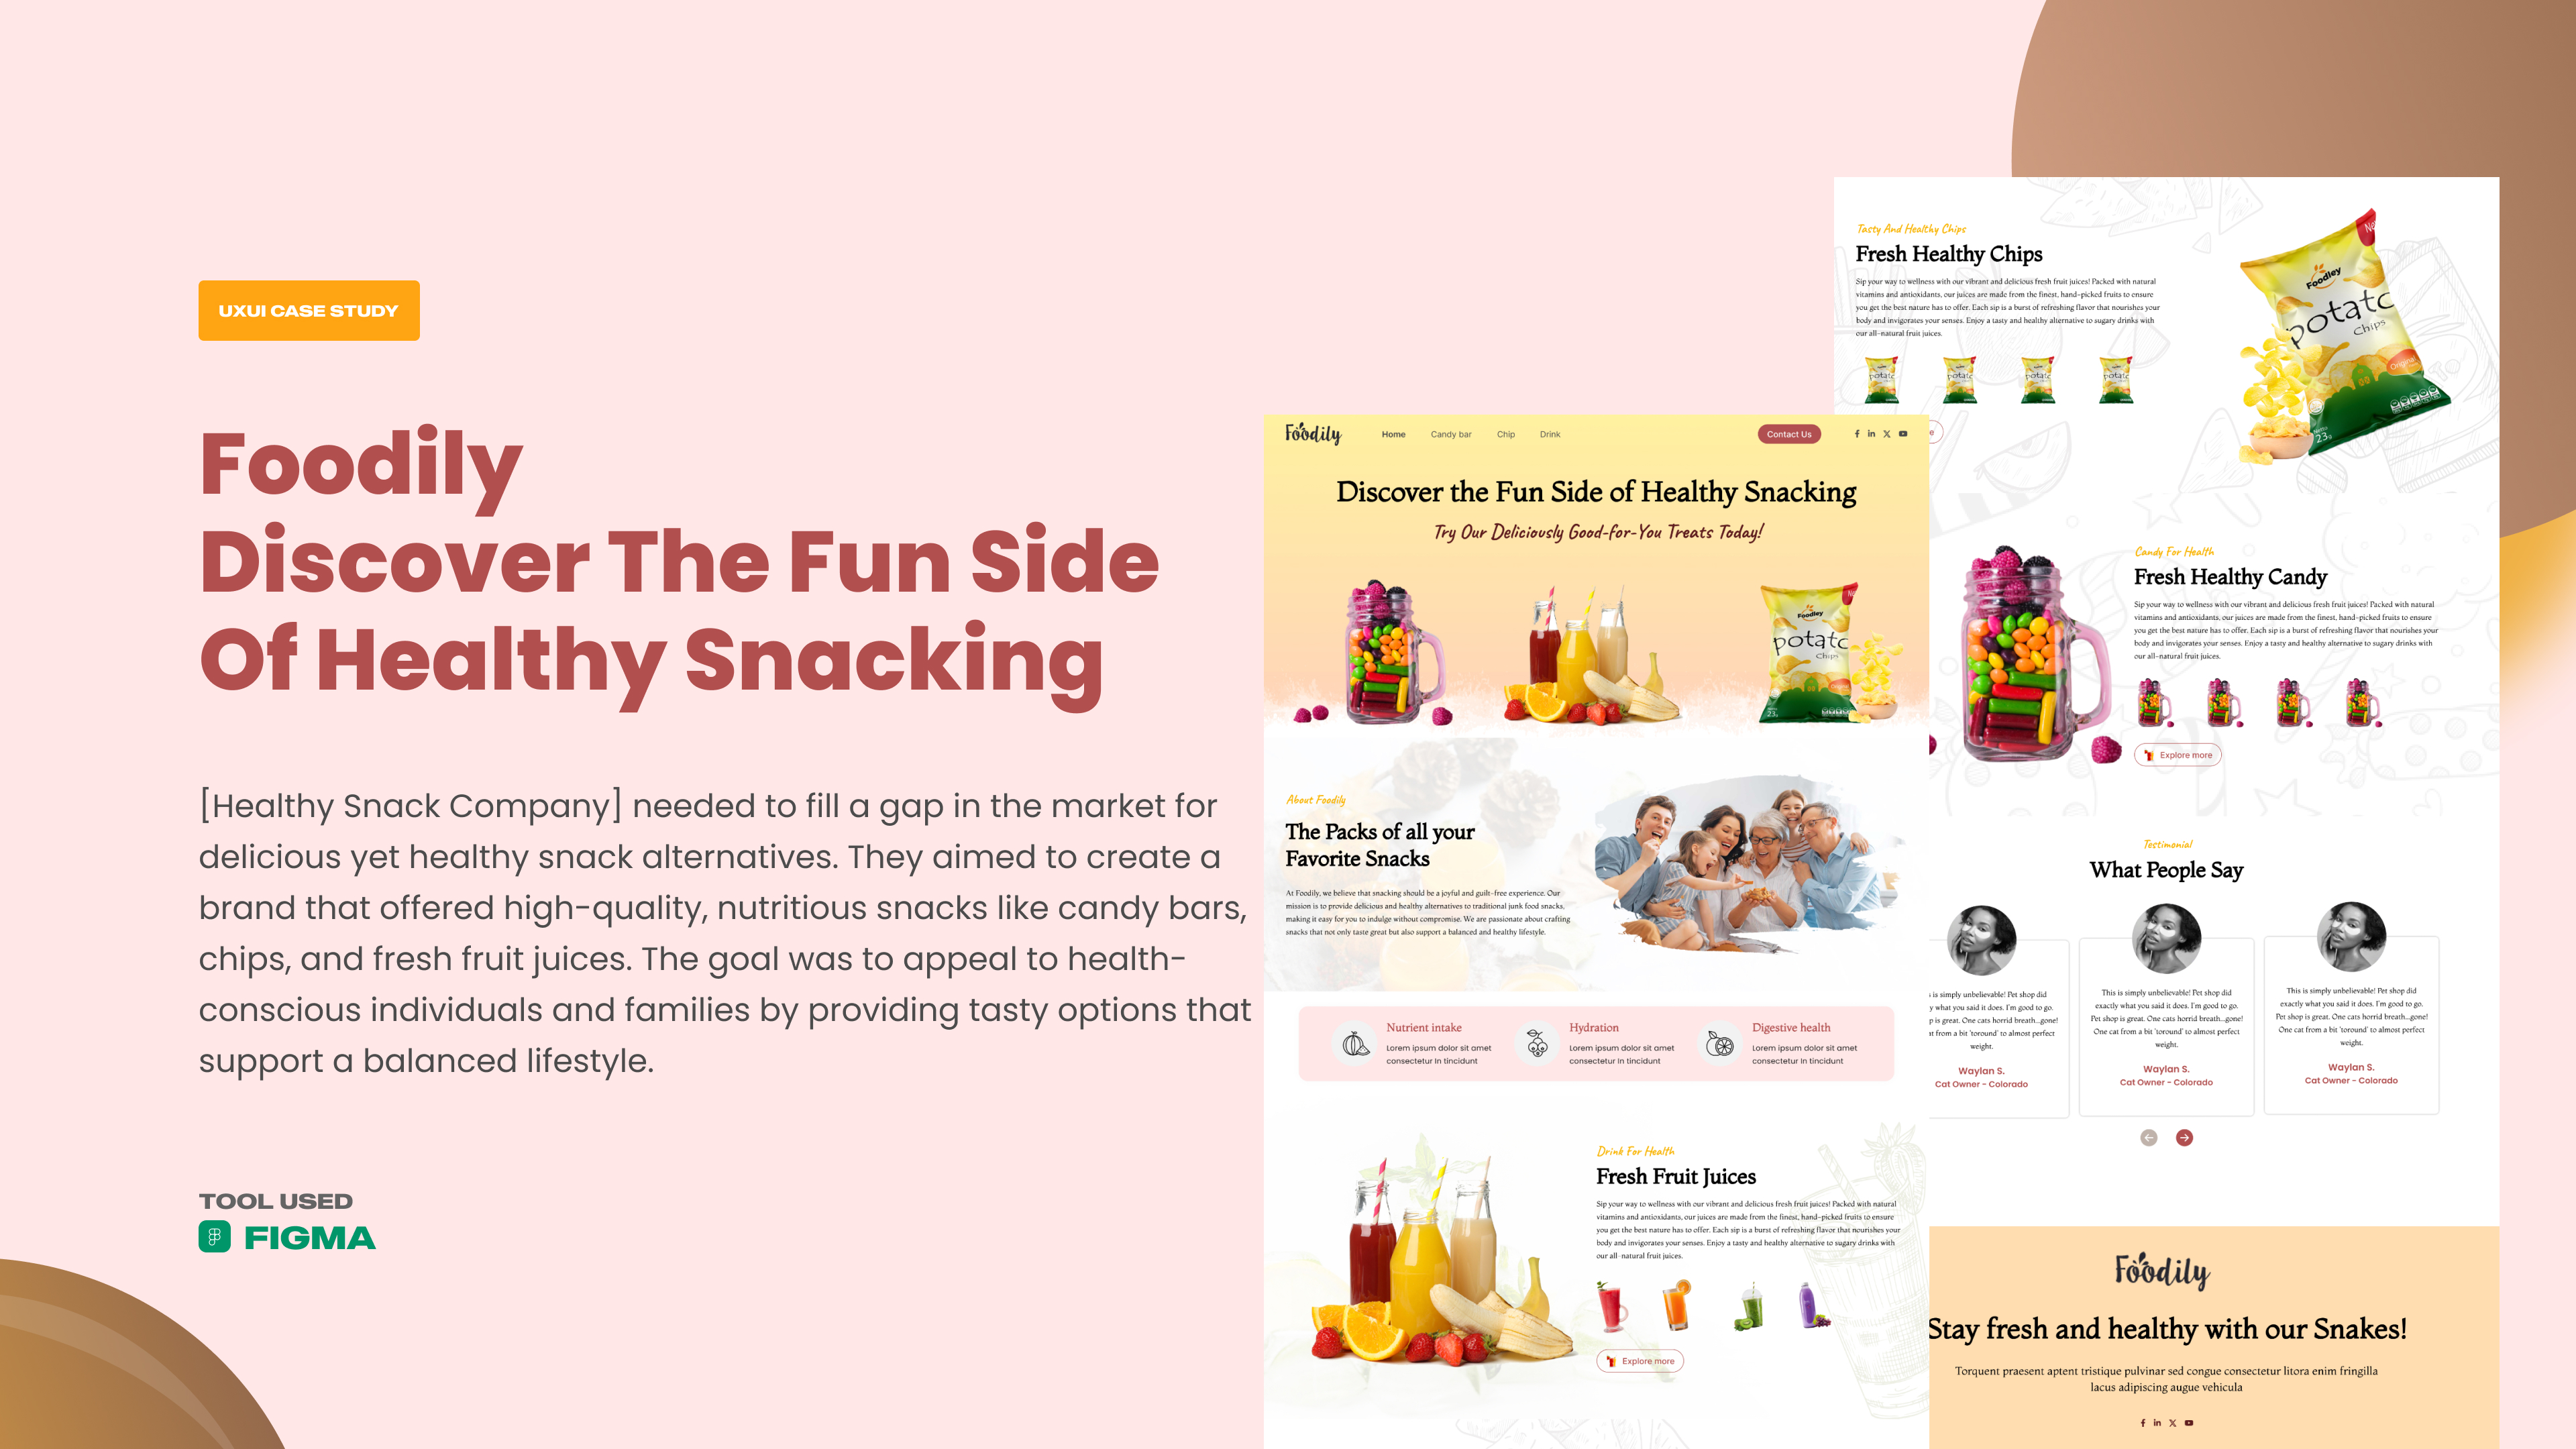 UXUI CASE STUDY
Foodily
Discover The Fun Side
Of Healthy Snacking
[Healthy Snack Company] needed to fill a gap in the market for
delicious yet healthy snack alternatives. They aimed to create a
brand that offered high-quality, nutritious snacks like candy bars,
chips, and fresh fruit juices. The goal was to appeal to health-
conscious individuals and families by providing tasty options that
support a balanced lifestyle.
TOOL USED
FIGMA
Foodily
Home Candy bar Chip Drink
Contact Us
Discover the Fun Side of Healthy Snacking
Try Our Deliciously Good-for-You Treats Today!
Foodley
potatc
Chips
About Foodily
The Packs of all your
Favorite Snacks
At Foodily, we believe that snacking should be a joyful and guilt-free experience. Our
mission is to provide delicious and healthy alternatives to traditional junk food snacks,
making it easy for you to indulge without compromise. We are passionate about crafting
snacks that not only taste great but also support a balanced and healthy lifestyle.
Nutrient intake
Lorem ipsum dolor sit amet
consectetur In tincidunt
Hydration
Lorem ipsum dolor sit amet
consectetur In tincidunt
Digestive health
Lorem ipsum dolor sit amet
consectetur In tincidunt
Drink For Health
Fresh Fruit Juices
Sip your way to wellness with our vibrant and delicious fresh fruit juices! Packed with natural
vitamins and antioxidants, our juices are made from the finest, hand-picked fruits to ensure
you get the best nature has to offer. Each sip is a burst of refreshing flavor that nourishes your
body and invigorates your senses. Enjoy a tasty and healthy alternative to sugary drinks with
our all-natural fruit juices.
Explore more
Tasty And Healthy Chips
Fresh Healthy Chips
Sip your way to wellness with our vibrant and delicious fresh fruit juices! Packed with natural
vitamins and antioxidants, our juices are made from the finest, hand-picked fruits to ensure
you get the best nature has to offer. Each sip is a burst of refreshing flavor that nourishes your
body and invigorates your senses. Enjoy a tasty and healthy alternative to sugary drinks with
our all-natural fruit juices.
Foodley
potatc
Chips
Original
23
Candy For Health
Fresh Healthy Candy
Sip your way to wellness with our vibrant and delicious fresh fruit juices! Packed with natural
vitamins and antioxidants, our juices are made from the finest, hand-picked fruits to ensure
you get the best nature has to offer. Each sip is a burst of refreshing flavor that nourishes your
body and invigorates your senses. Enjoy a tasty and healthy alternative to sugary drinks with
our all-natural fruit juices.
Explore more
Testimonial
What People Say
is simply unbelievable! Pet shop did
y what you said it does. I'm good to go.
p is great. One cats horrid breath...gone!
at from a bit 'toround' to almost perfect
weight.
Waylan S.
Cat Owner - Colorado
This is simply unbelievable! Pet shop did
exactly what you said it does. I'm good to go.
Pet shop is great. One cats horrid breath...gone!
One cat from a bit 'toround' to almost perfect
weight.
Waylan S.
Cat Owner - Colorado
This is simply unbelievable! Pet shop did
exactly what you said it does. I'm good to go.
Pet shop is great. One cats horrid breath...gone!
One cat from a bit 'toround' to almost perfect
weight.
Waylan S.
Cat Owner - Colorado
Foodily
Stay fresh and healthy with our Snakes!
Torquent praesent aptent tristique pulvinar sed congue consectetur litora enim fringilla
lacus adipiscing augue vehicula